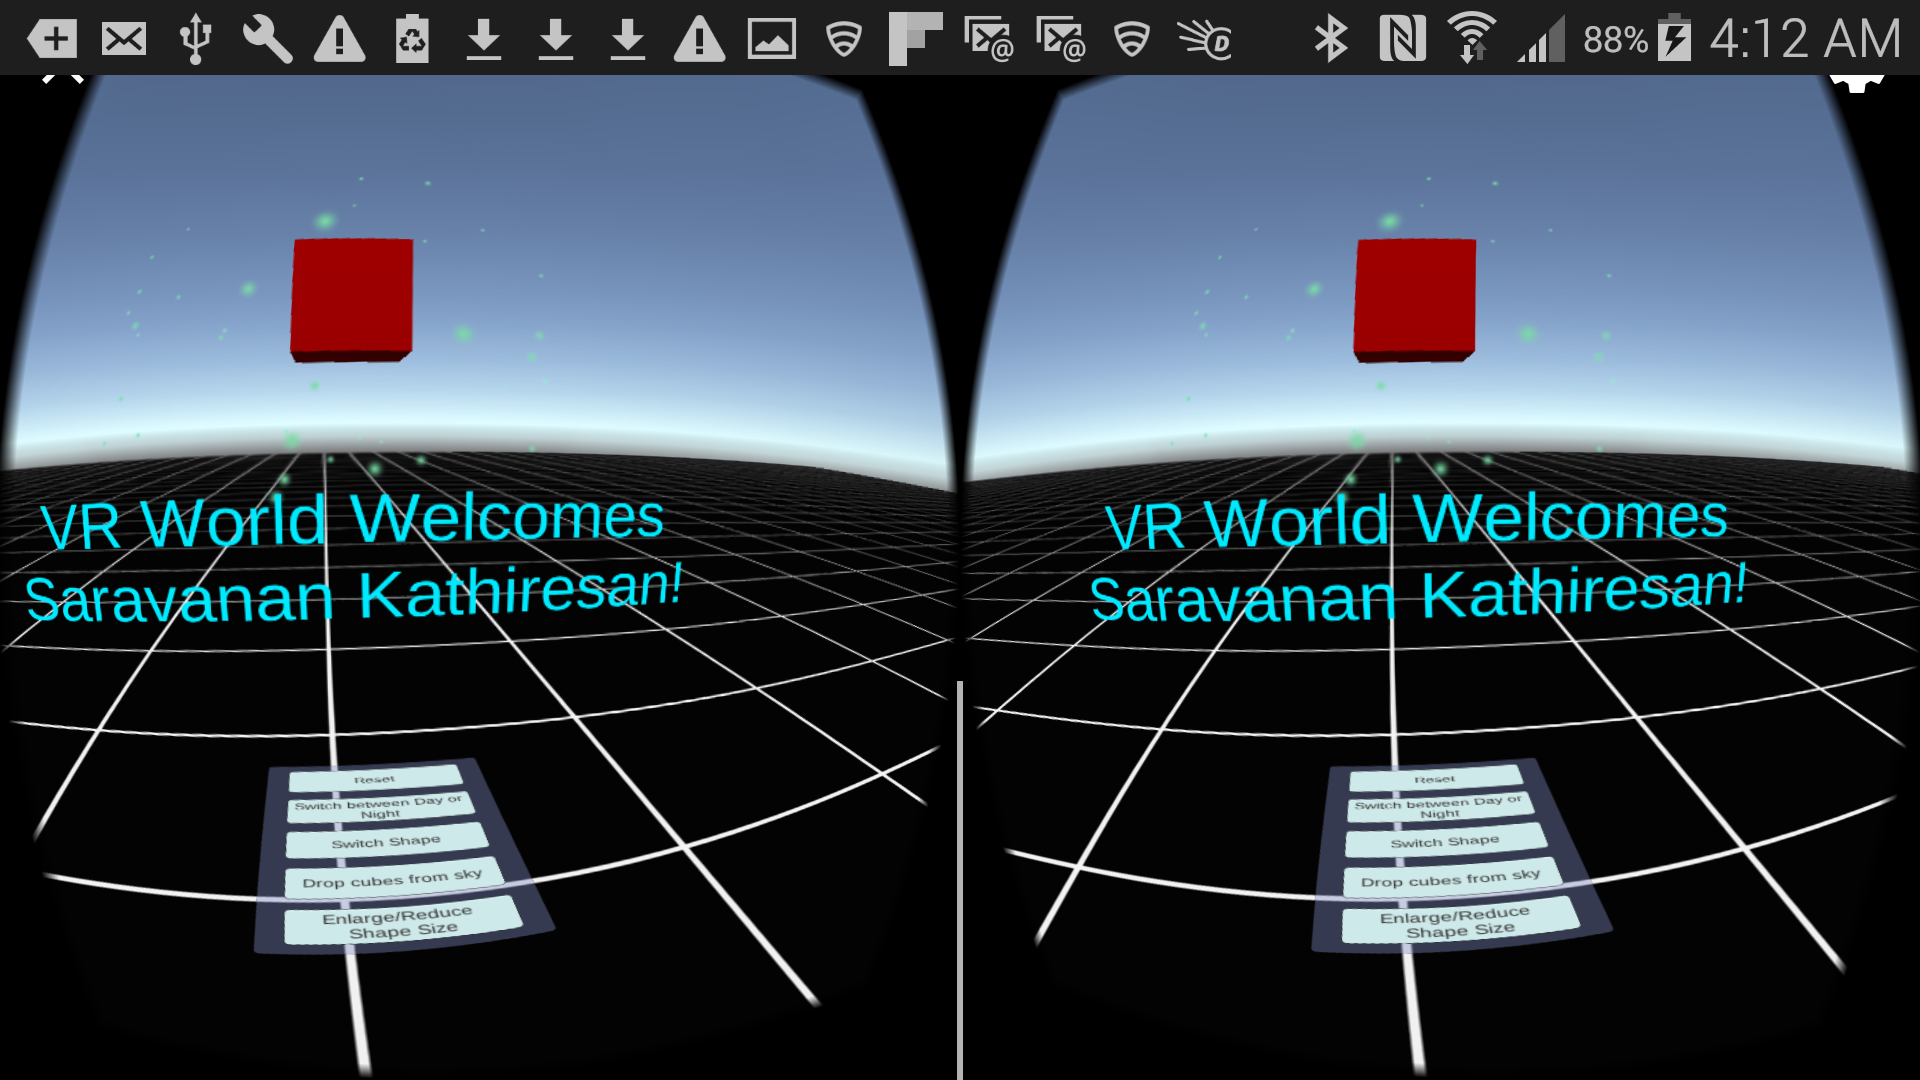 88% 4:12 AM
VR World Welcomes
Saravanan Kathiresan!
Reset
Switch between Day or
Night
Switch Shape
Drop cubes from sky
Enlarge/Reduce
Shape Size
VR World Welcomes
Saravanan Kathiresan!
Reset
Switch between Day or
Night
Switch Shape
Drop cubes from sky
Enlarge/Reduce
Shape Size